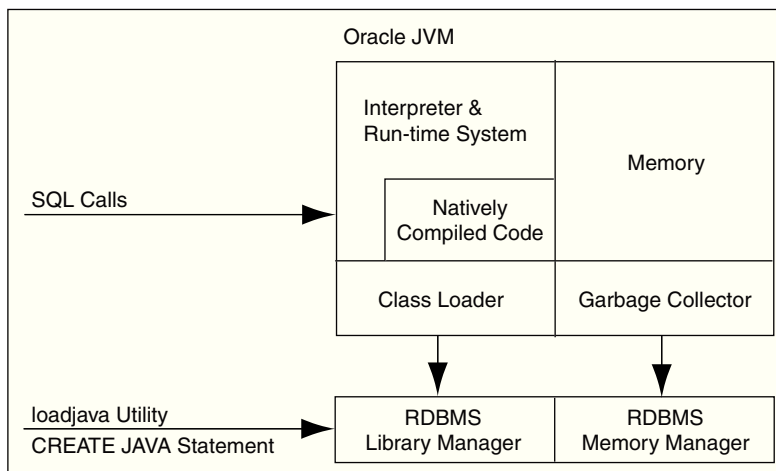 Oracle JVM
Interpreter &
Run-time System
Memory
SQL Calls
Natively
Compiled Code
Class Loader
Garbage Collector
loadjava Utility
CREATE JAVA Statement
RDBMS
Library Manager
RDBMS
Memory Manager